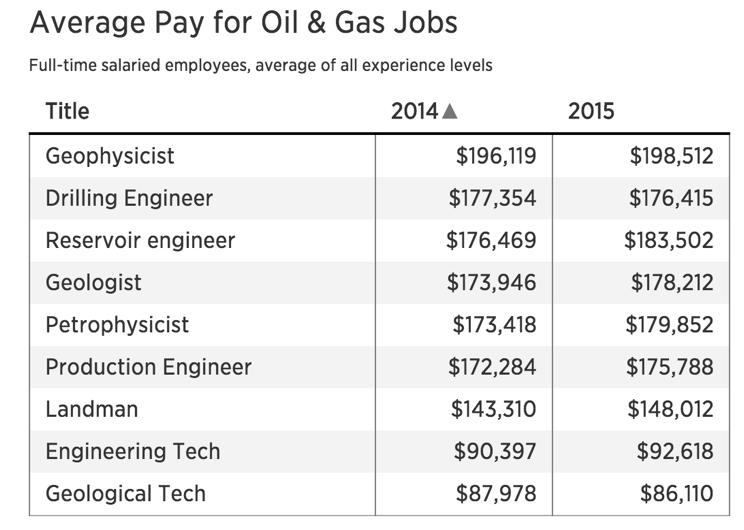 Average Pay for Oil & Gas Jobs
Full-time salaried employees, average of all experience levels
Title 2014▲ 2015
Geophysicist $196,119 $198,512
Drilling Engineer $177,354 $176,415
Reservoir engineer $176,469 $183,502
Geologist $173,946 $178,212
Petrophysicist $173,418 $179,852
Production Engineer $172,284 $175,788
Landman $143,310 $148,012
Engineering Tech $90,397 $92,618
Geological Tech $87,978 $86,110